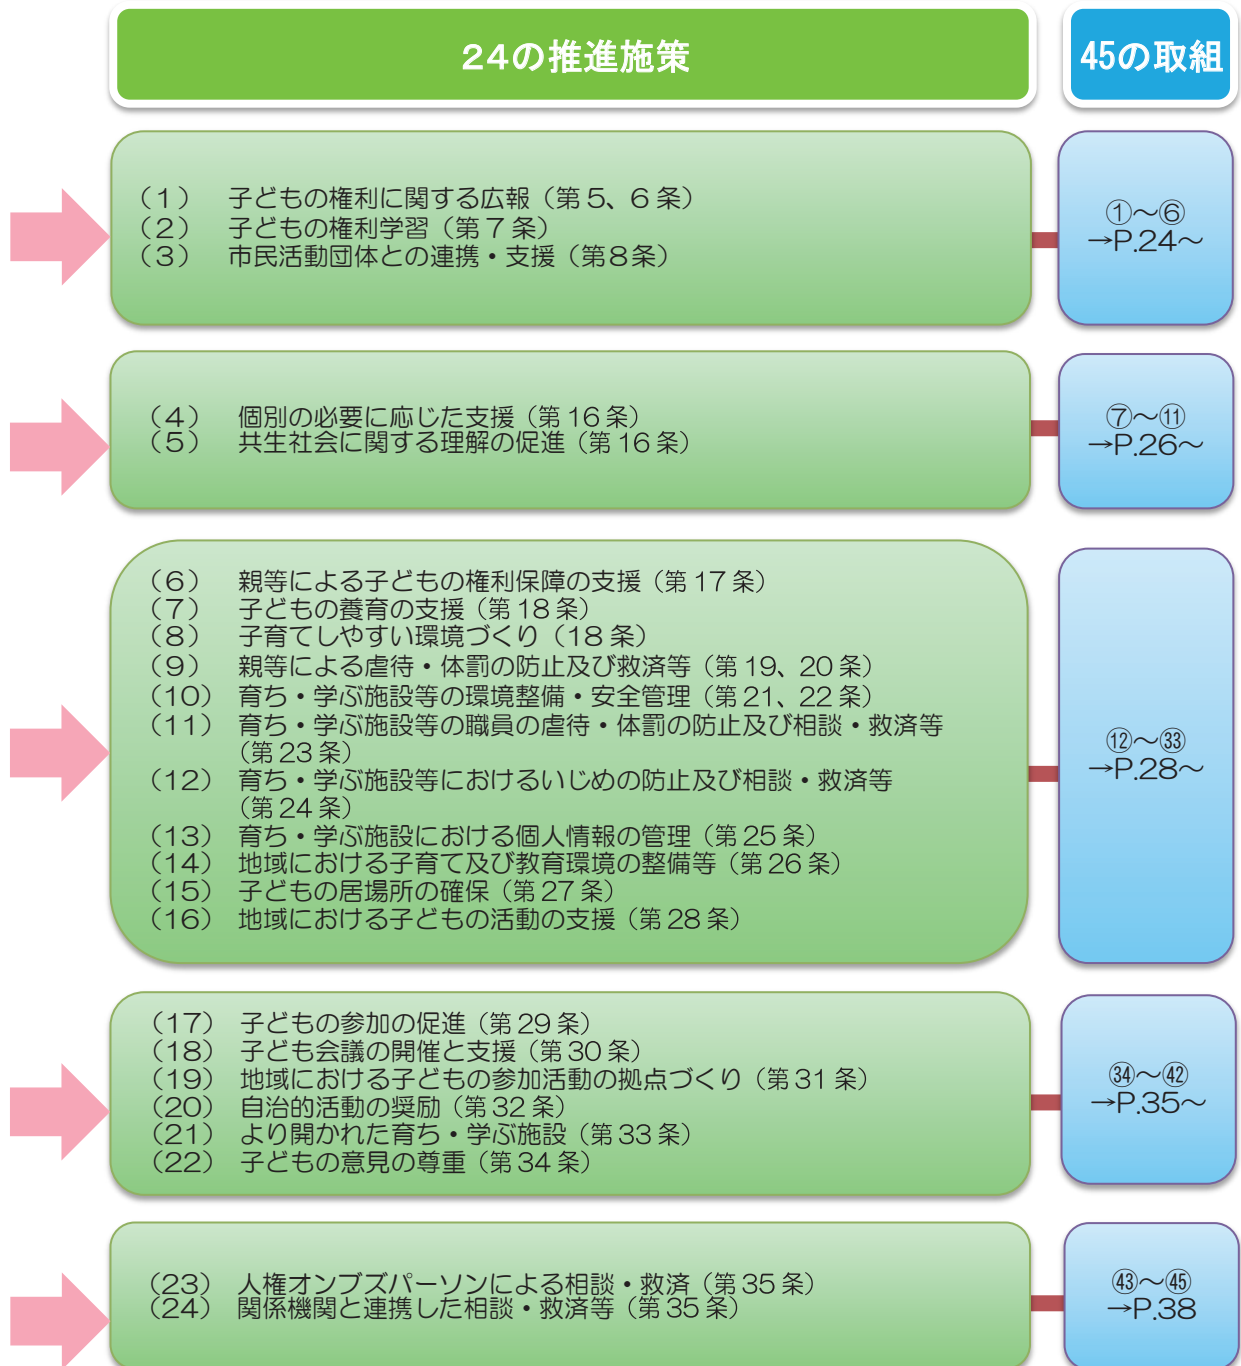 24の推進施策
45の取組
（1）　子どもの権利に関する広報（第５、６条）
（2）　子どもの権利学習（第７条）
（3）　市民活動団体との連携・支援（第８条）
①～⑥
→P.24～
（4）　個別の必要に応じた支援（第16条）
（5）　共生社会に関する理解の促進（第16条）
⑦～⑪
→P.26～
（6）　親等による子どもの権利保障の支援（第17条）
（7）　子どもの養育の支援（第18条）
（8）　子育てしやすい環境づくり（18条）
（9）　親等による虐待・体罰の防止及び救済等（第19、20条）
（10）　育ち・学ぶ施設等の環境整備・安全管理（第21、22条）
（11）　育ち・学ぶ施設等の職員の虐待・体罰の防止及び相談・救済等
（第23条）
（12）　育ち・学ぶ施設等におけるいじめの防止及び相談・救済等
（第24条）
（13）　育ち・学ぶ施設における個人情報の管理（第25条）
（14）　地域における子育て及び教育環境の整備等（第26条）
（15）　子どもの居場所の確保（第27条）
（16）　地域における子どもの活動の支援（第28条）
⑫～㉝
→P.28～
（17）　子どもの参加の促進（第29条）
（18）　子ども会議の開催と支援（第30条）
（19）　地域における子どもの参加活動の拠点づくり（第31条）
（20）　自治的活動の奨励（第32条）
（21）　より開かれた育ち・学ぶ施設（第33条）
（22）　子どもの意見の尊重（第34条）
㉞～㊷
→P.35～
（23）　人権オンブズパーソンによる相談・救済（第35条）
（24）　関係機関と連携した相談・救済等（第35条）
㊸～㊺
→P.38